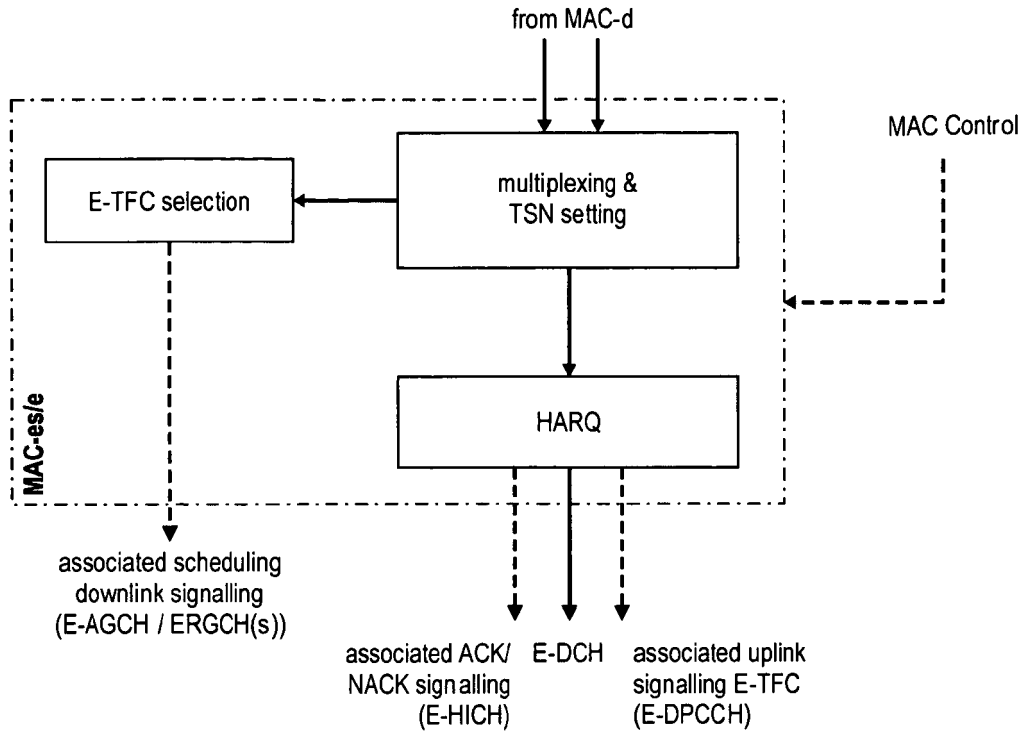 from MAC-d
MAC Control
E-TFC selection
multiplexing &
TSN setting
HARQ
MAC-es/e
associated scheduling
downlink signalling
(E-AGCH / ERGCH(s))
associated ACK/
NACK signalling
(E-HICH)
E-DCH
associated uplink
signalling E-TFC
(E-DPCCH)